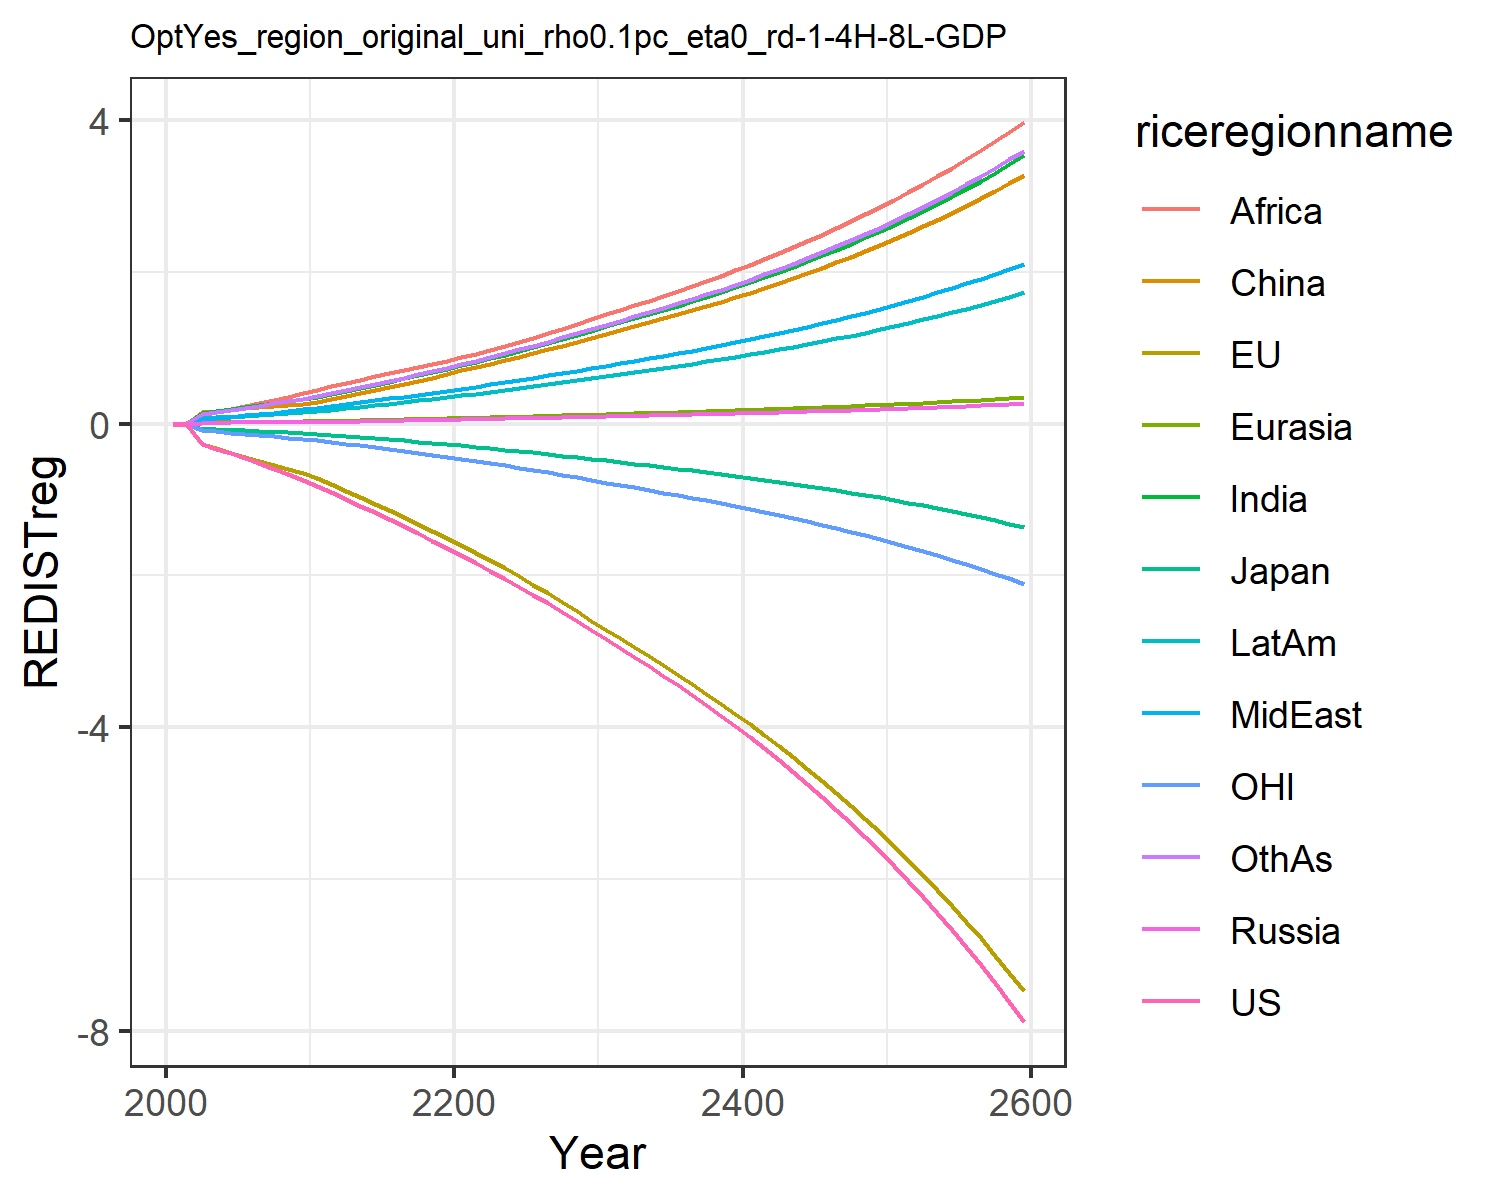 OptYes_region_original_uni_rho0.1pc_eta0_rd-1-4H-8L-GDP
4
0
-4
-8
REDISTreg
2000
2200
2400
2600
Year
riceregionname
Africa
China
EU
Eurasia
India
Japan
LatAm
MidEast
OHI
OthAs
Russia
US